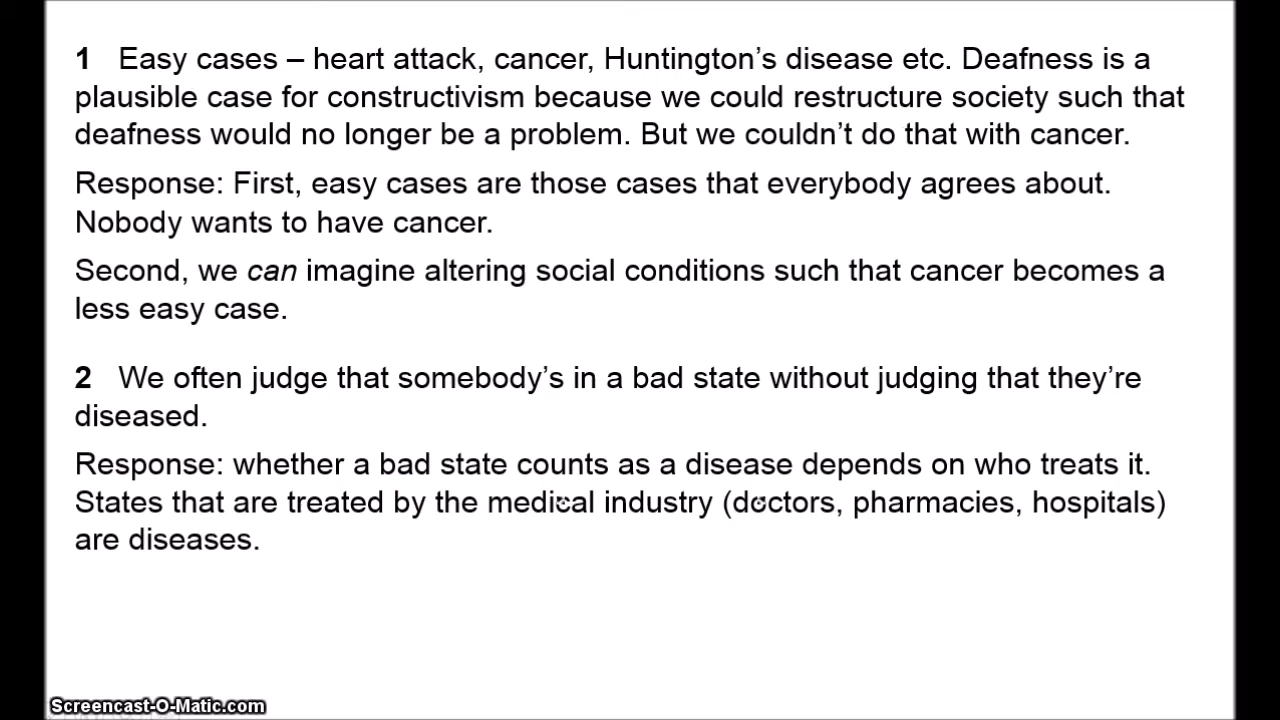 1 Easy cases – heart attack, cancer, Huntington’s disease etc. Deafness is a
plausible case for constructivism because we could restructure society such that
deafness would no longer be a problem. But we couldn’t do that with cancer.
Response: First, easy cases are those cases that everybody agrees about.
Nobody wants to have cancer.
Second, we can imagine altering social conditions such that cancer becomes a
less easy case.
2 We often judge that somebody’s in a bad state without judging that they’re
diseased.
Response: whether a bad state counts as a disease depends on who treats it.
States that are treated by the medical industry (doctors, pharmacies, hospitals)
are diseases.
Screencast-O-Matic.com